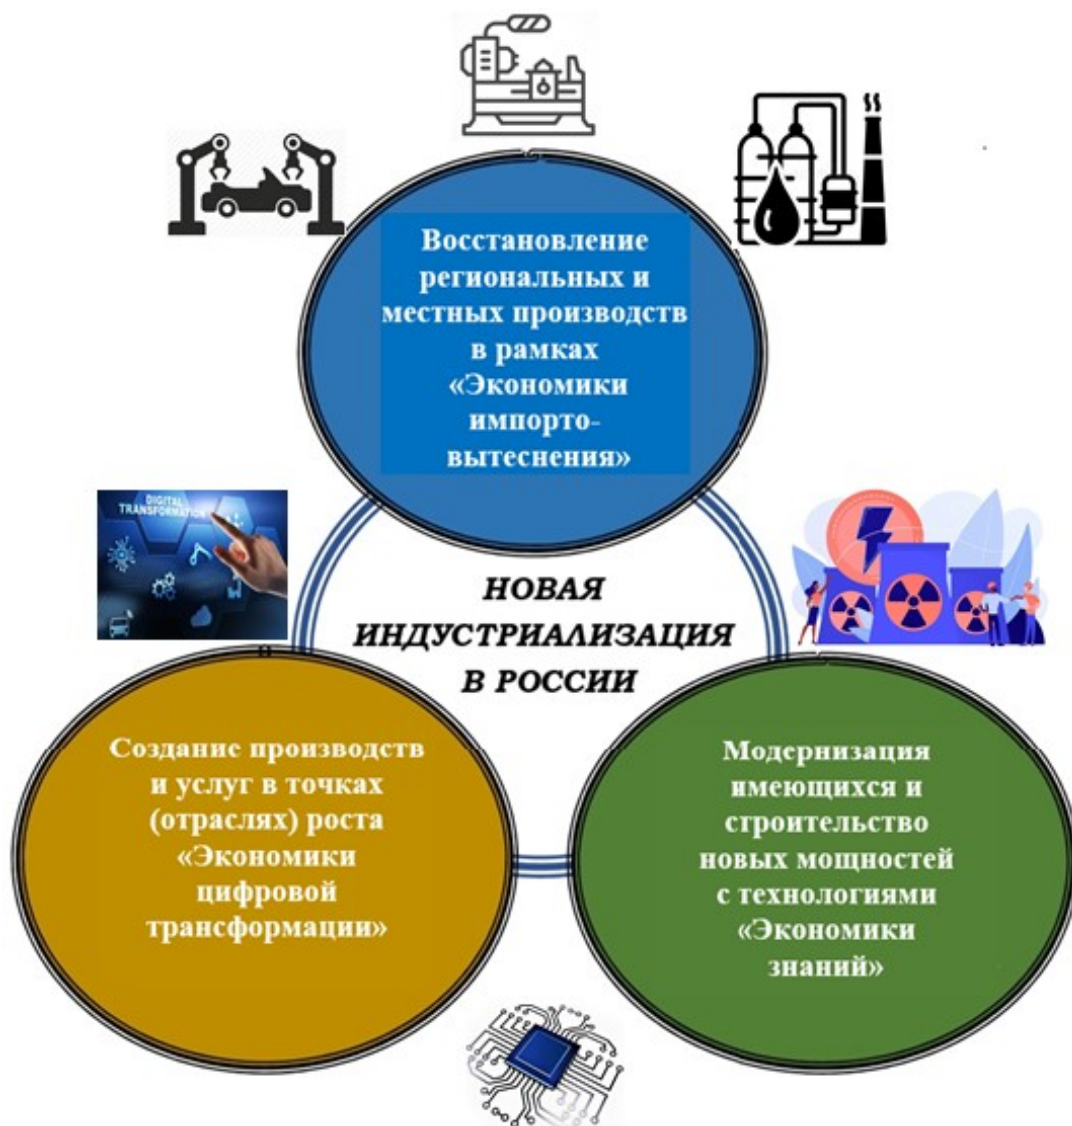 Восстановление
региональных и
местных производств
в рамках
«Экономики
импорто-
вытеснения»
DIGITAL
TRANSFORMATION
НОВАЯ
ИНДУСТРИАЛИЗАЦИЯ
В РОССИИ
Создание производств
и услуг в точках
(отраслях) роста
«Экономики
цифровой
трансформации»
Модернизация
имеющихся и
строительство
новых мощностей
с технологиями
«Экономики
знаний»